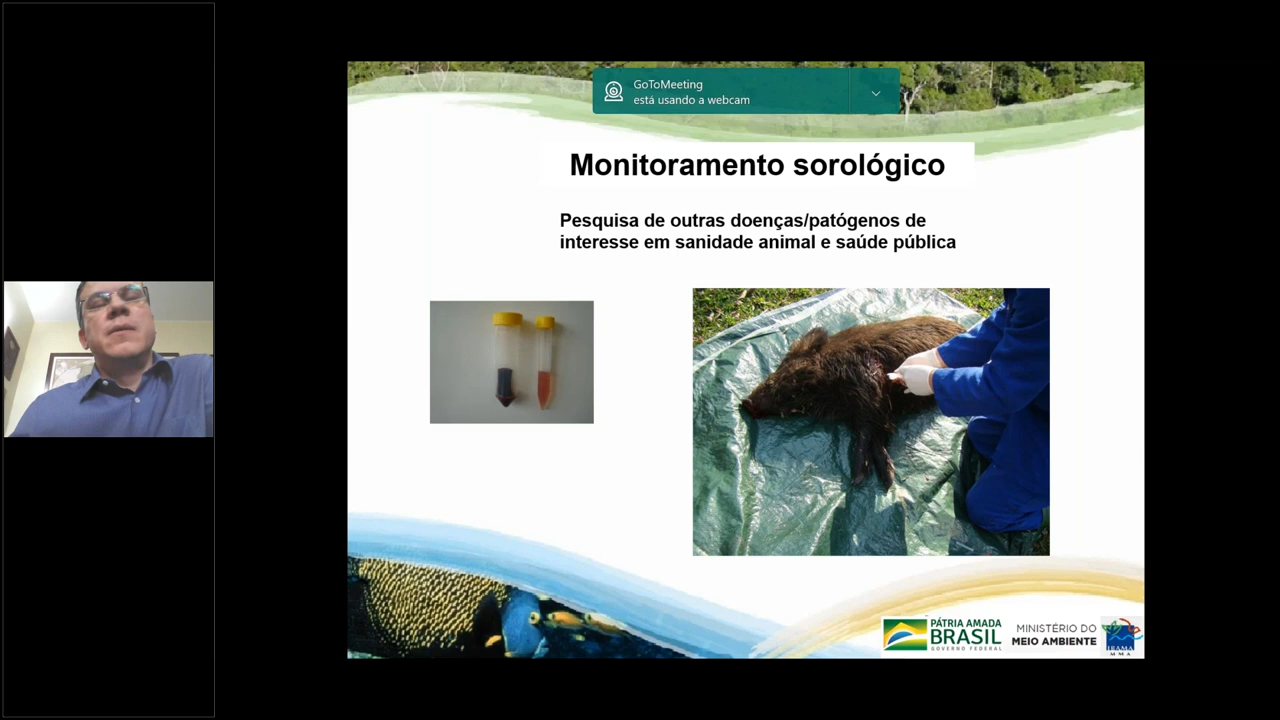 GoToMeeting
está usando a webcam
Monitoramento sorológico
Pesquisa de outras doenças/patógenos de
interesse em sanidade animal e saúde pública
PÁTRIA AMADA
BRASIL
GOVERNO FEDERAL
MINISTÉRIO DO
MEIO AMBIENTE
IBAMA
M M A